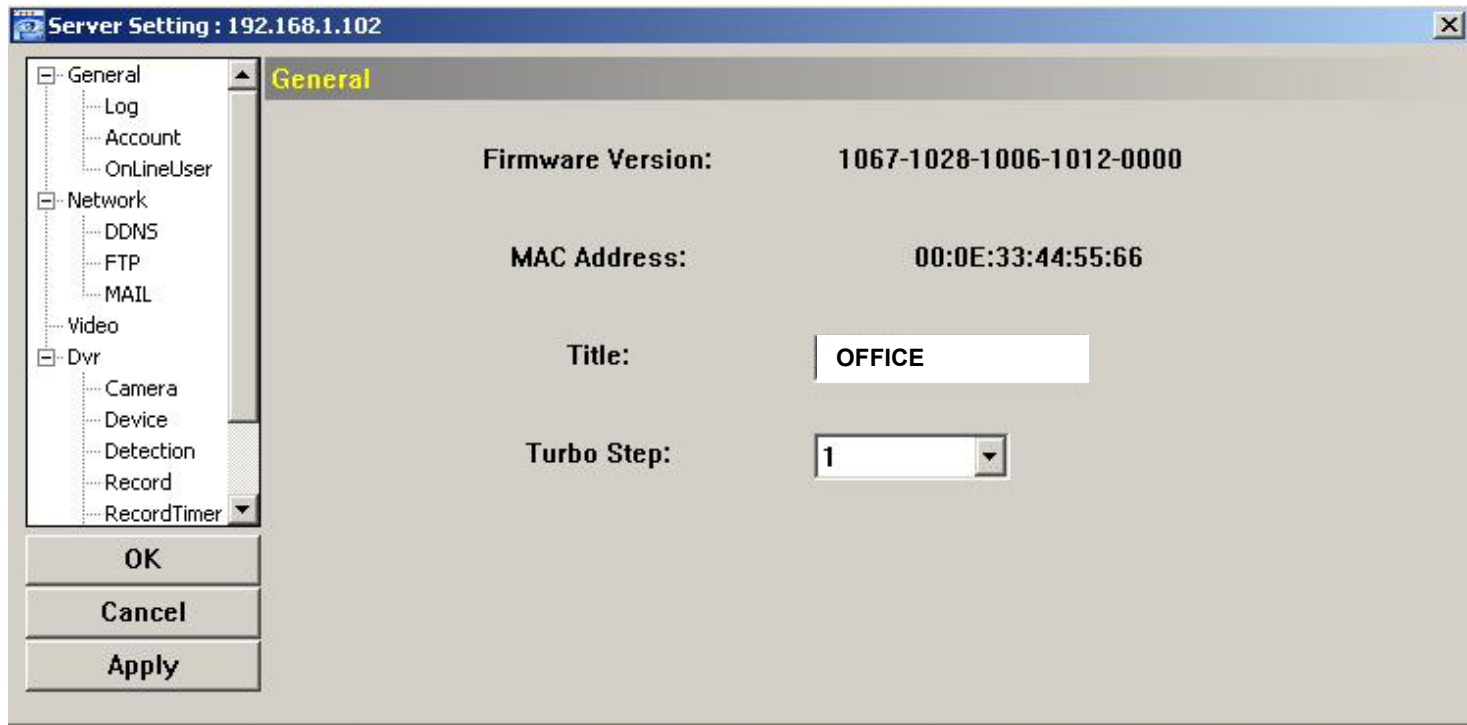 Server Setting : 192.168.1.102
General
Log
Account
OnLineUser
Network
DDNS
FTP
MAIL
Video
Dvr
Camera
Device
Detection
Record
RecordTimer
OK
Cancel
Apply
General
Firmware Version: 1067-1028-1006-1012-0000
MAC Address: 00:0E:33:44:55:66
Title: OFFICE
Turbo Step: 1